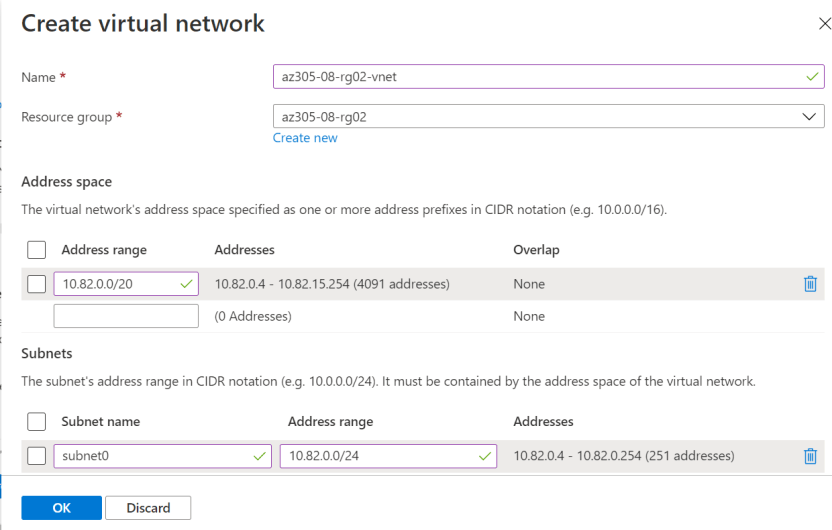 Create virtual network
Name *
az305-08-rg02-vnet
Resource group *
az305-08-rg02
Create new
Address space
The virtual network's address space specified as one or more address prefixes in CIDR notation (e.g. 10.0.0.0/16).
Address range Addresses Overlap
10.82.0.0/20 10.82.0.4 - 10.82.15.254 (4091 addresses) None
(0 Addresses) None
Subnets
The subnet's address range in CIDR notation (e.g. 10.0.0.0/24). It must be contained by the address space of the virtual network.
Subnet name Address range Addresses
subnet0 10.82.0.0/24 10.82.0.4 - 10.82.0.254 (251 addresses)
OK Discard